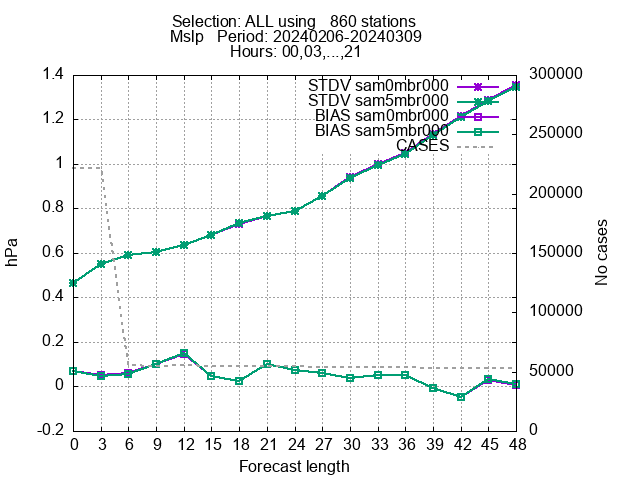 Selection: ALL using   860 stations
Mslp   Period: 20240206-20240309
Hours: 00,03,...,21
STDV sam0mbr000
STDV sam5mbr000
BIAS sam0mbr000
BIAS sam5mbr000
CASES
1.4
1.2
1
0.8
0.6
0.4
0.2
0
-0.2
hPa
300000
250000
200000
150000
100000
50000
0
No cases
0 3 6 9 12 15 18 21 24 27 30 33 36 39 42 45 48
Forecast length